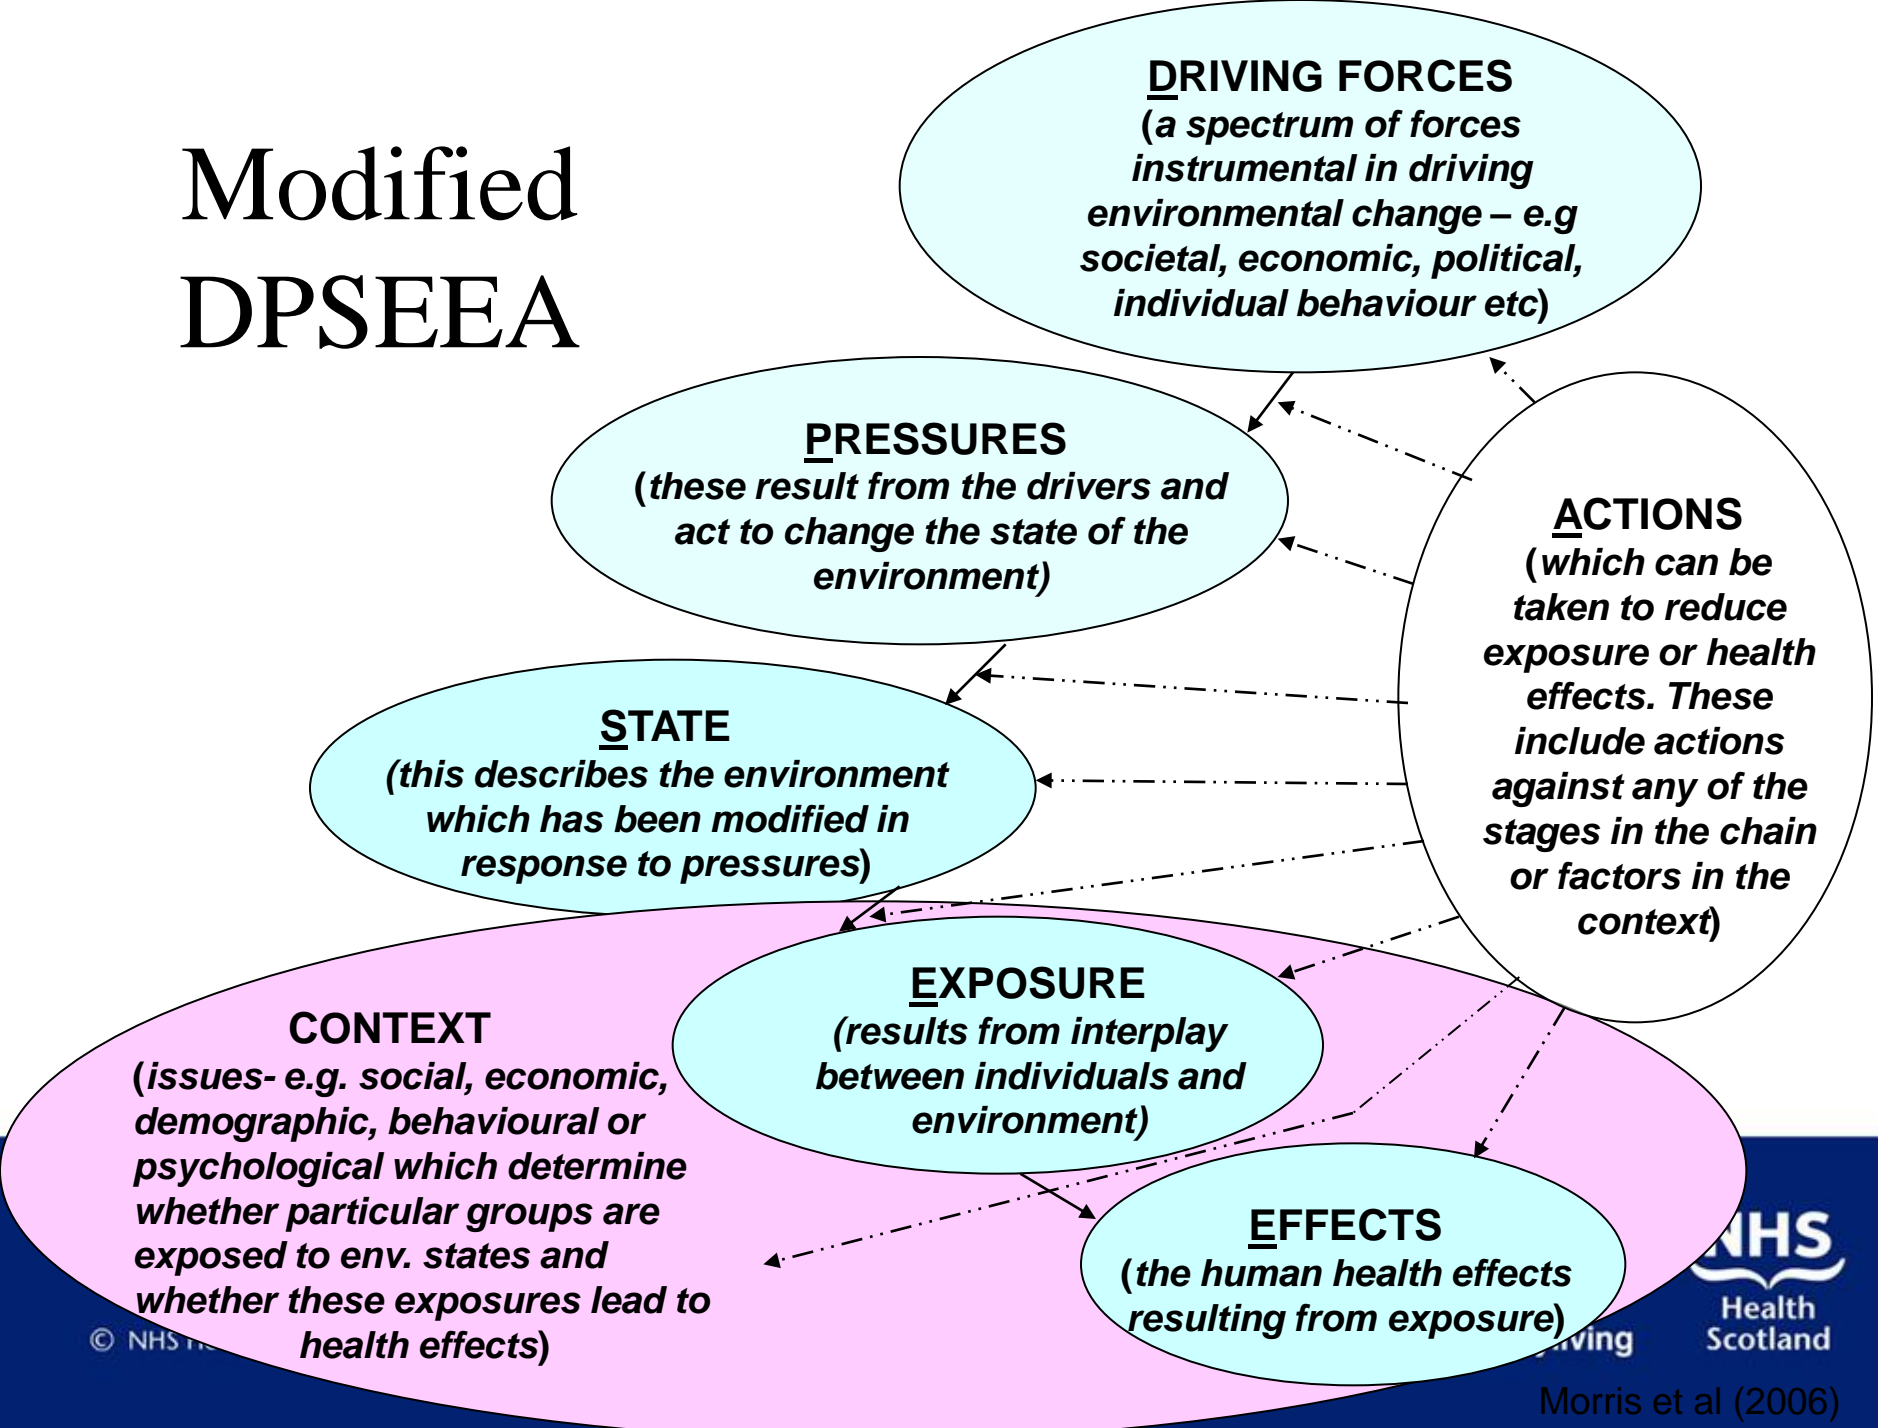 Modified
DPSEEA
DRIVING FORCES
(a spectrum of forces
instrumental in driving
environmental change – e.g
societal, economic, political,
individual behaviour etc)
PRESSURES
(these result from the drivers and
act to change the state of the
environment)
ACTIONS
(which can be
taken to reduce
exposure or health
effects. These
include actions
against any of the
stages in the chain
or factors in the
context)
STATE
(this describes the environment
which has been modified in
response to pressures)
EXPOSURE
(results from interplay
between individuals and
environment)
CONTEXT
(issues- e.g. social, economic,
demographic, behavioural or
psychological which determine
whether particular groups are
exposed to env. states and
whether these exposures lead to
health effects)
EFFECTS
(the human health effects
resulting from exposure)
© NHS
NHS
Health
Scotland
Morris et al (2006)